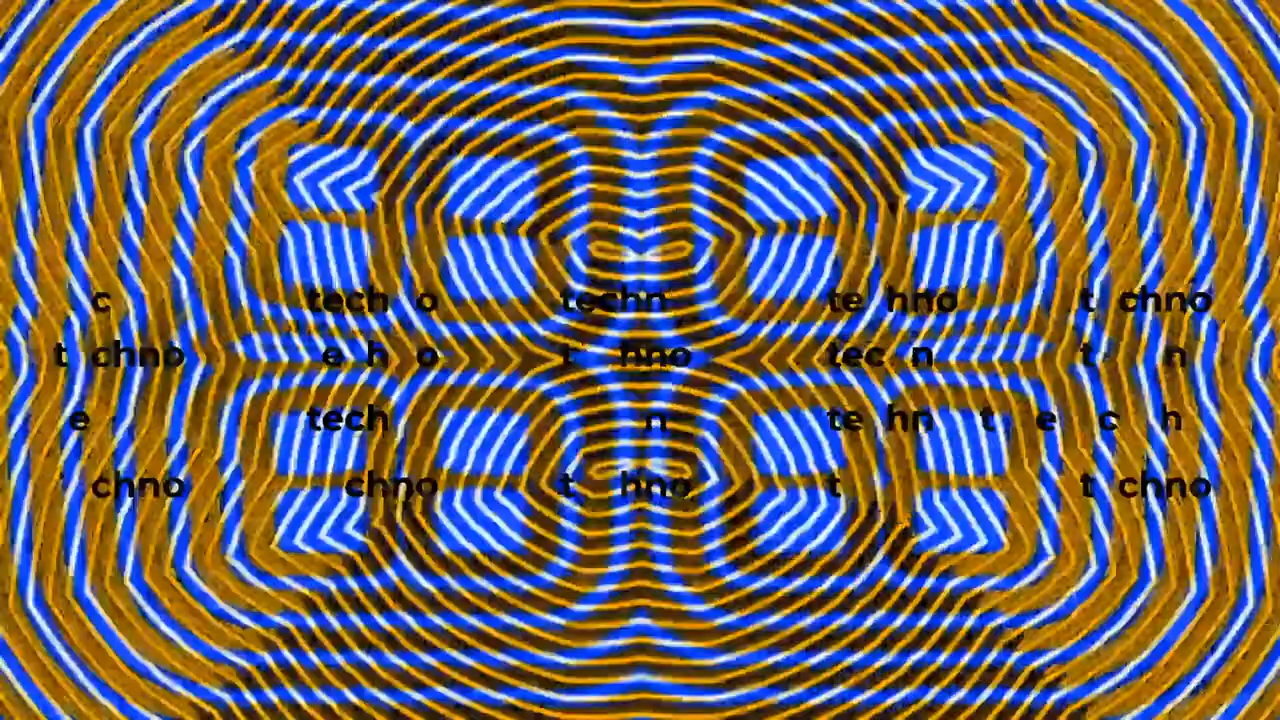 c tech o techn te hno t chno
t chno e h o t hno tec n t n
e tech n te hn t e c h
chno chno t hno t t chno